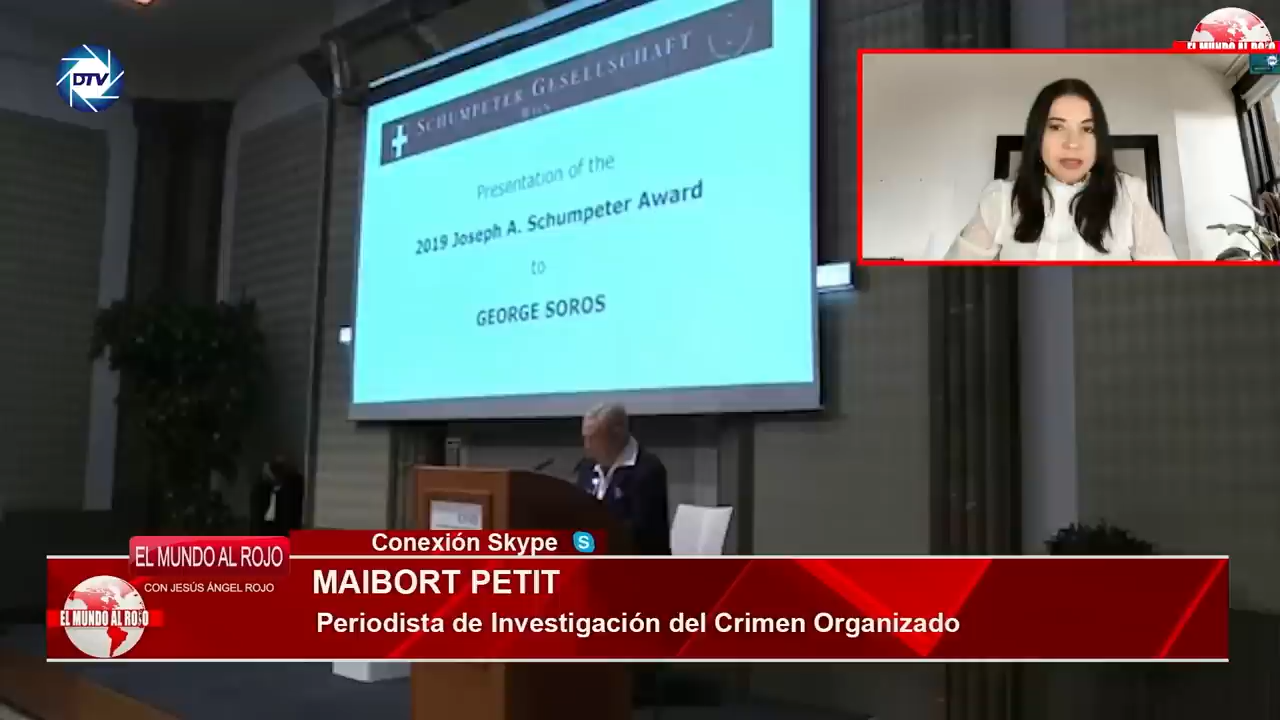 DTV
SCHUMPETER GESELLSCHAFT
WIEN
Presentation of the
2019 Joseph A. Schumpeter Award
to
GEORGE SOROS
EL MUNDO AL ROJO
Conexión Skype S
EL MUNDO AL ROJO
CON JESÚS ÁNGEL ROJO
EL MUNDO AL ROJO
MAIBORT PETIT
Periodista de Investigación del Crimen Organizado